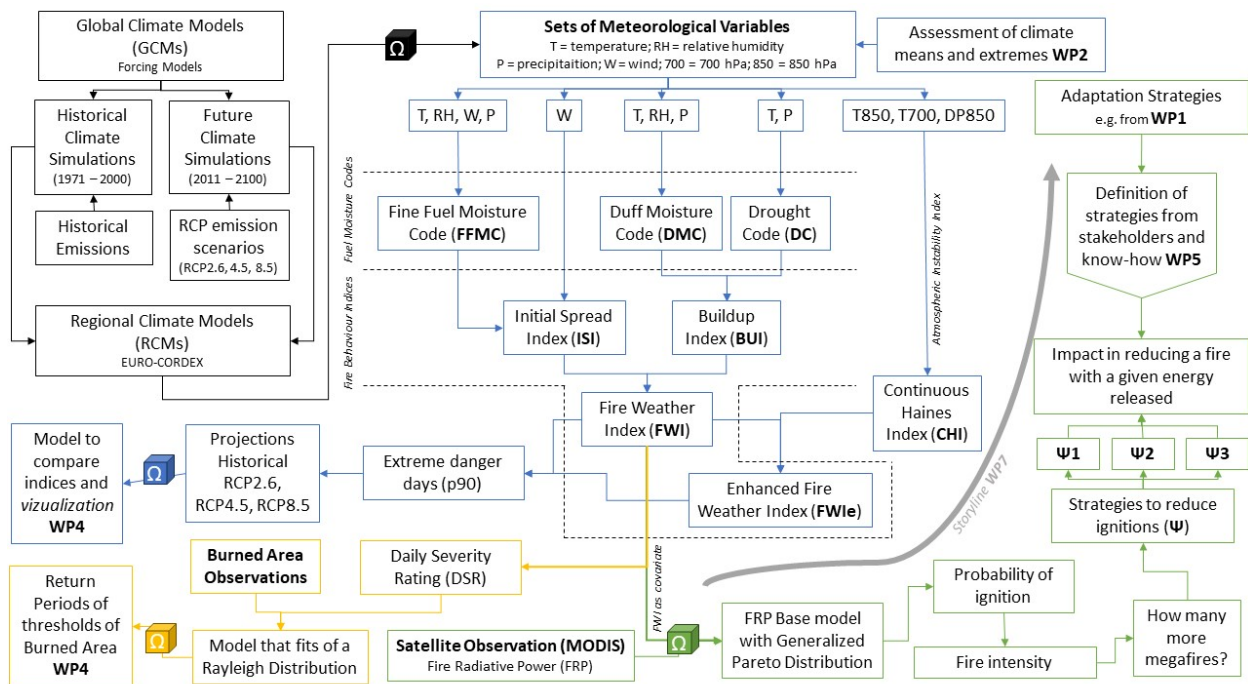 Global Climate Models
(GCMs)
Forcing Models
Historical
Climate
Simulations
(1971 – 2000)
Future
Climate
Simulations
(2011 – 2100)
Historical
Emissions
RCP emission
scenarios
(RCP2.6, 4.5, 8.5)
Regional Climate Models
(RCMs)
EURO-CORDEX
Ω
Sets of Meteorological Variables
T = temperature; RH = relative humidity
P = precipitaition; W = wind; 700 = 700 hPa; 850 = 850 hPa
Assessment of climate
means and extremes WP2
T, RH, W, P
W
T, RH, P
T, P
T850, T700, DP850
Fuel Moisture Codes
Fine Fuel Moisture
Code (FFMC)
Duff Moisture
Code (DMC)
Drought
Code (DC)
Atmospheric Instability Index
Fire Behaviour Indices
Initial Spread
Index (ISI)
Buildup
Index (BUI)
Fire Weather
Index (FWI)
Continuous
Haines
Index (CHI)
Enhanced Fire
Weather Index (FWIe)
Extreme danger
days (p90)
Projections
Historical
RCP2.6,
RCP4.5, RCP8.5
Ω
Model to
compare
indices and
vizualization
WP4
Burned Area
Observations
Daily Severity
Rating (DSR)
Model that fits of a
Rayleigh Distribution
Ω
Return
Periods of
thresholds of
Burned Area
WP4
FWI as covariate
Satellite Observation (MODIS)
Fire Radiative Power (FRP)
Ω
FRP Base model
with Generalized
Pareto Distribution
Probability of
ignition
Fire intensity
How many
more
megafires?
Strategies to reduce
ignitions (Ψ)
Ψ1
Ψ2
Ψ3
Impact in reducing a fire
with a given energy
released
Definition of
strategies from
stakeholders and
know-how WP5
Adaptation Strategies
e.g. from WP1
Storyline WP7